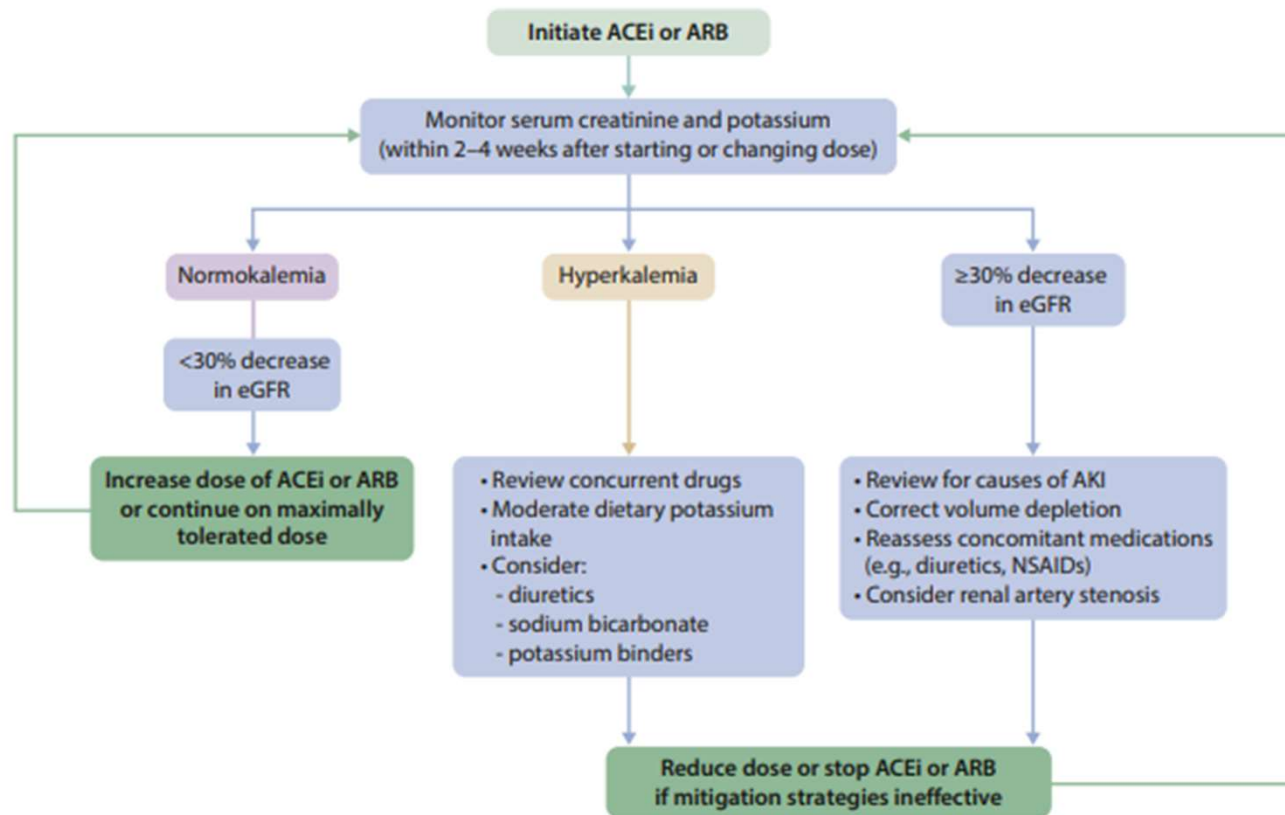 Initiate ACEi or ARB
Monitor serum creatinine and potassium
(within 2–4 weeks after starting or changing dose)
Normokalemia
<30% decrease
in eGFR
Increase dose of ACEi or ARB
or continue on maximally
tolerated dose
Hyperkalemia
• Review concurrent drugs
• Moderate dietary potassium
intake
• Consider:
- diuretics
- sodium bicarbonate
- potassium binders
≥30% decrease
in eGFR
• Review for causes of AKI
• Correct volume depletion
• Reassess concomitant medications
(e.g., diuretics, NSAIDs)
• Consider renal artery stenosis
Reduce dose or stop ACEi or ARB
if mitigation strategies ineffective